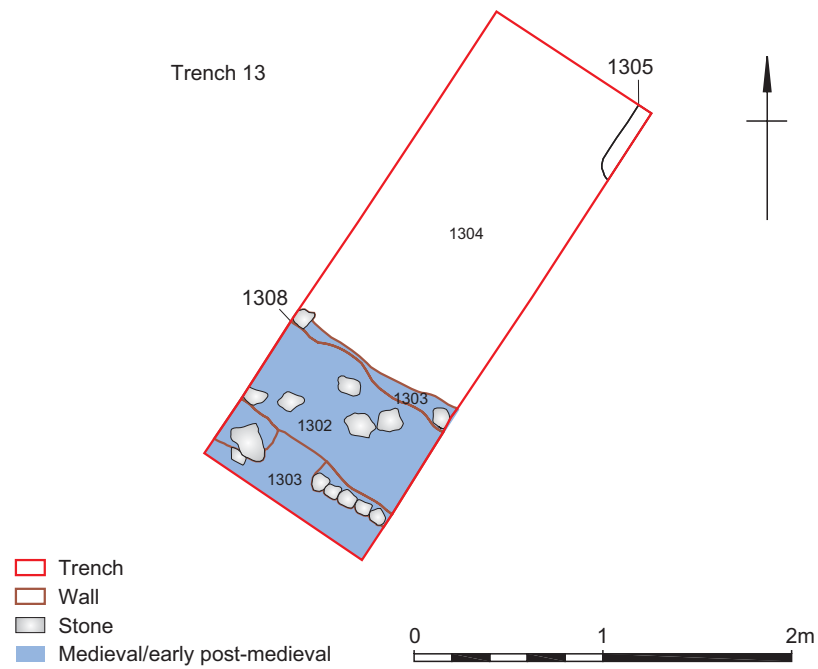 Trench 13
1305
1304
1308
1303
1302
1303
Trench
Wall
Stone
Medieval/early post-medieval
0 1 2m